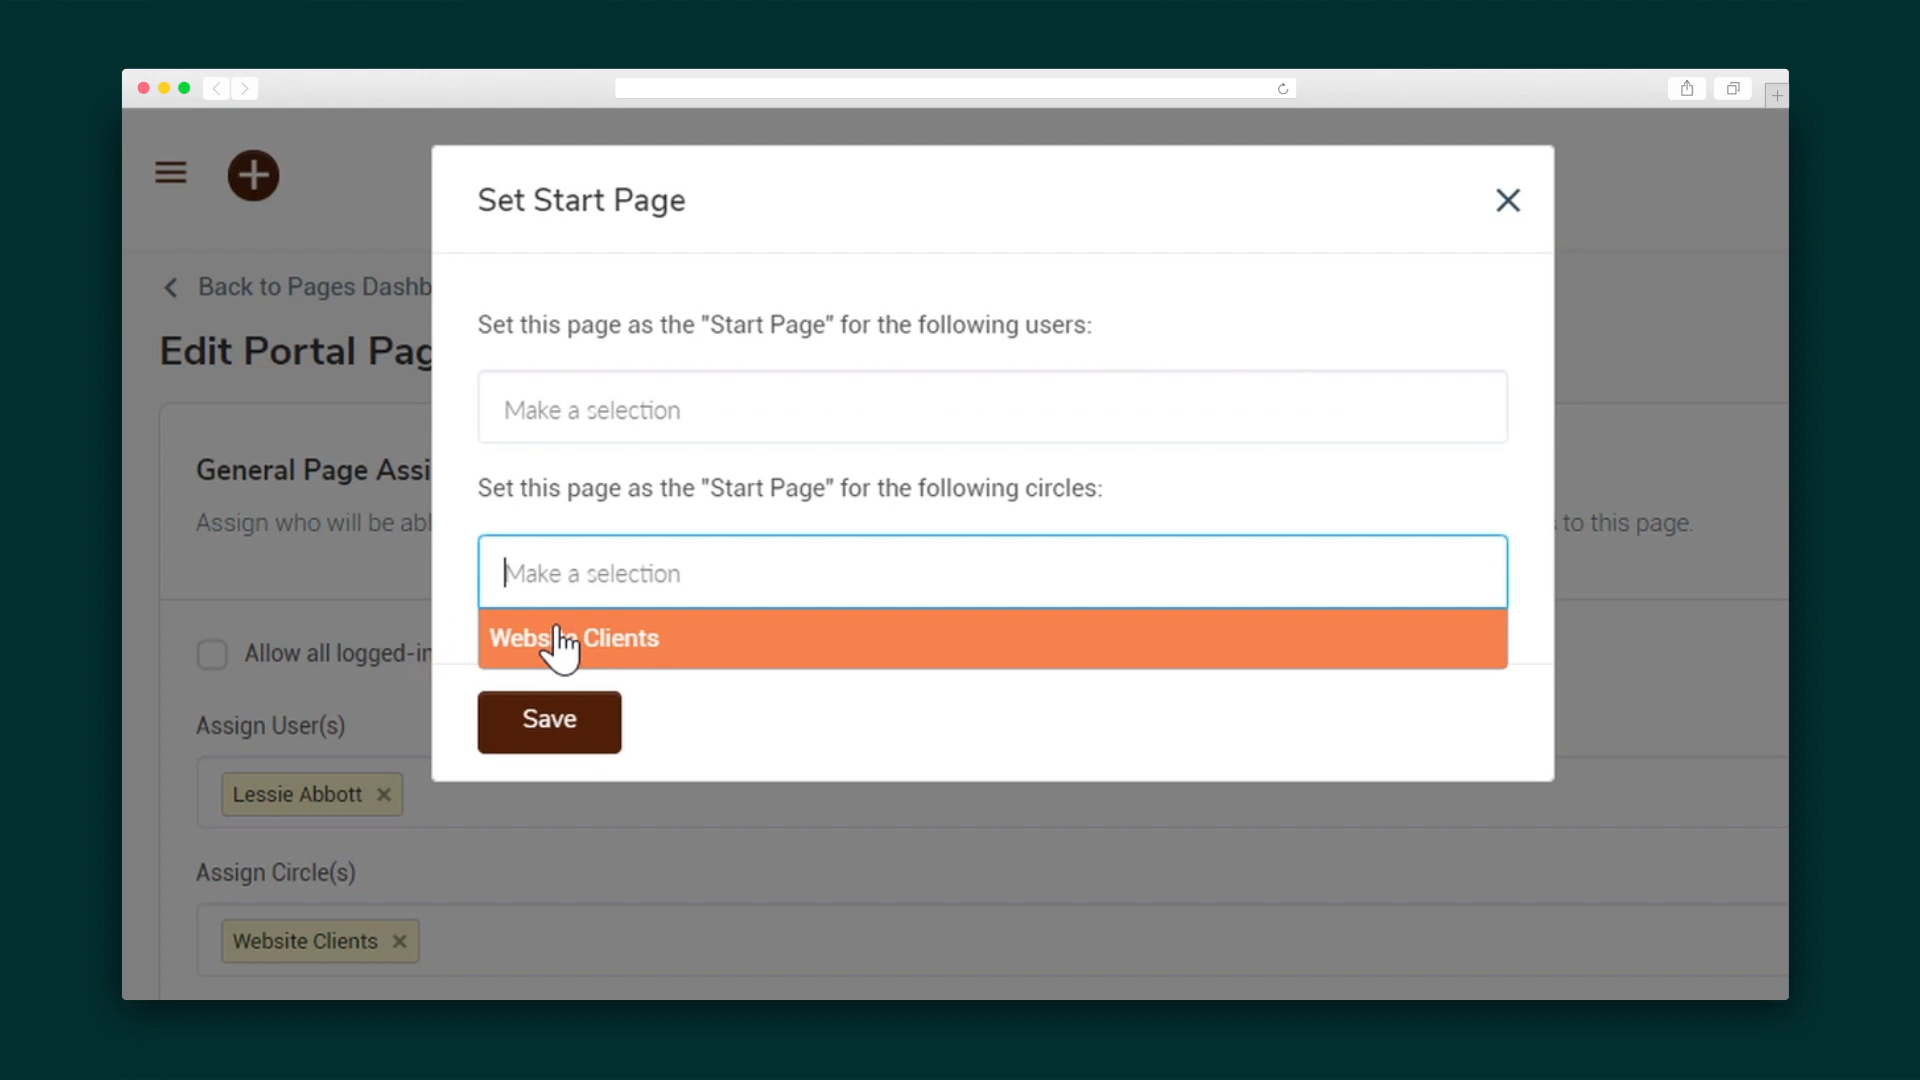 Set Start Page
Back to Pages Dashb
Set this page as the "Start Page" for the following users:
Edit Portal Pag
Make a selection
General Page Assi
Set this page as the "Start Page" for the following circles:
Assign who will be abl
to this page.
Make a selection
Website Clients
Allow all logged-in
Save
Assign User(s)
Lessie Abbott
Assign Circle(s)
Website Clients